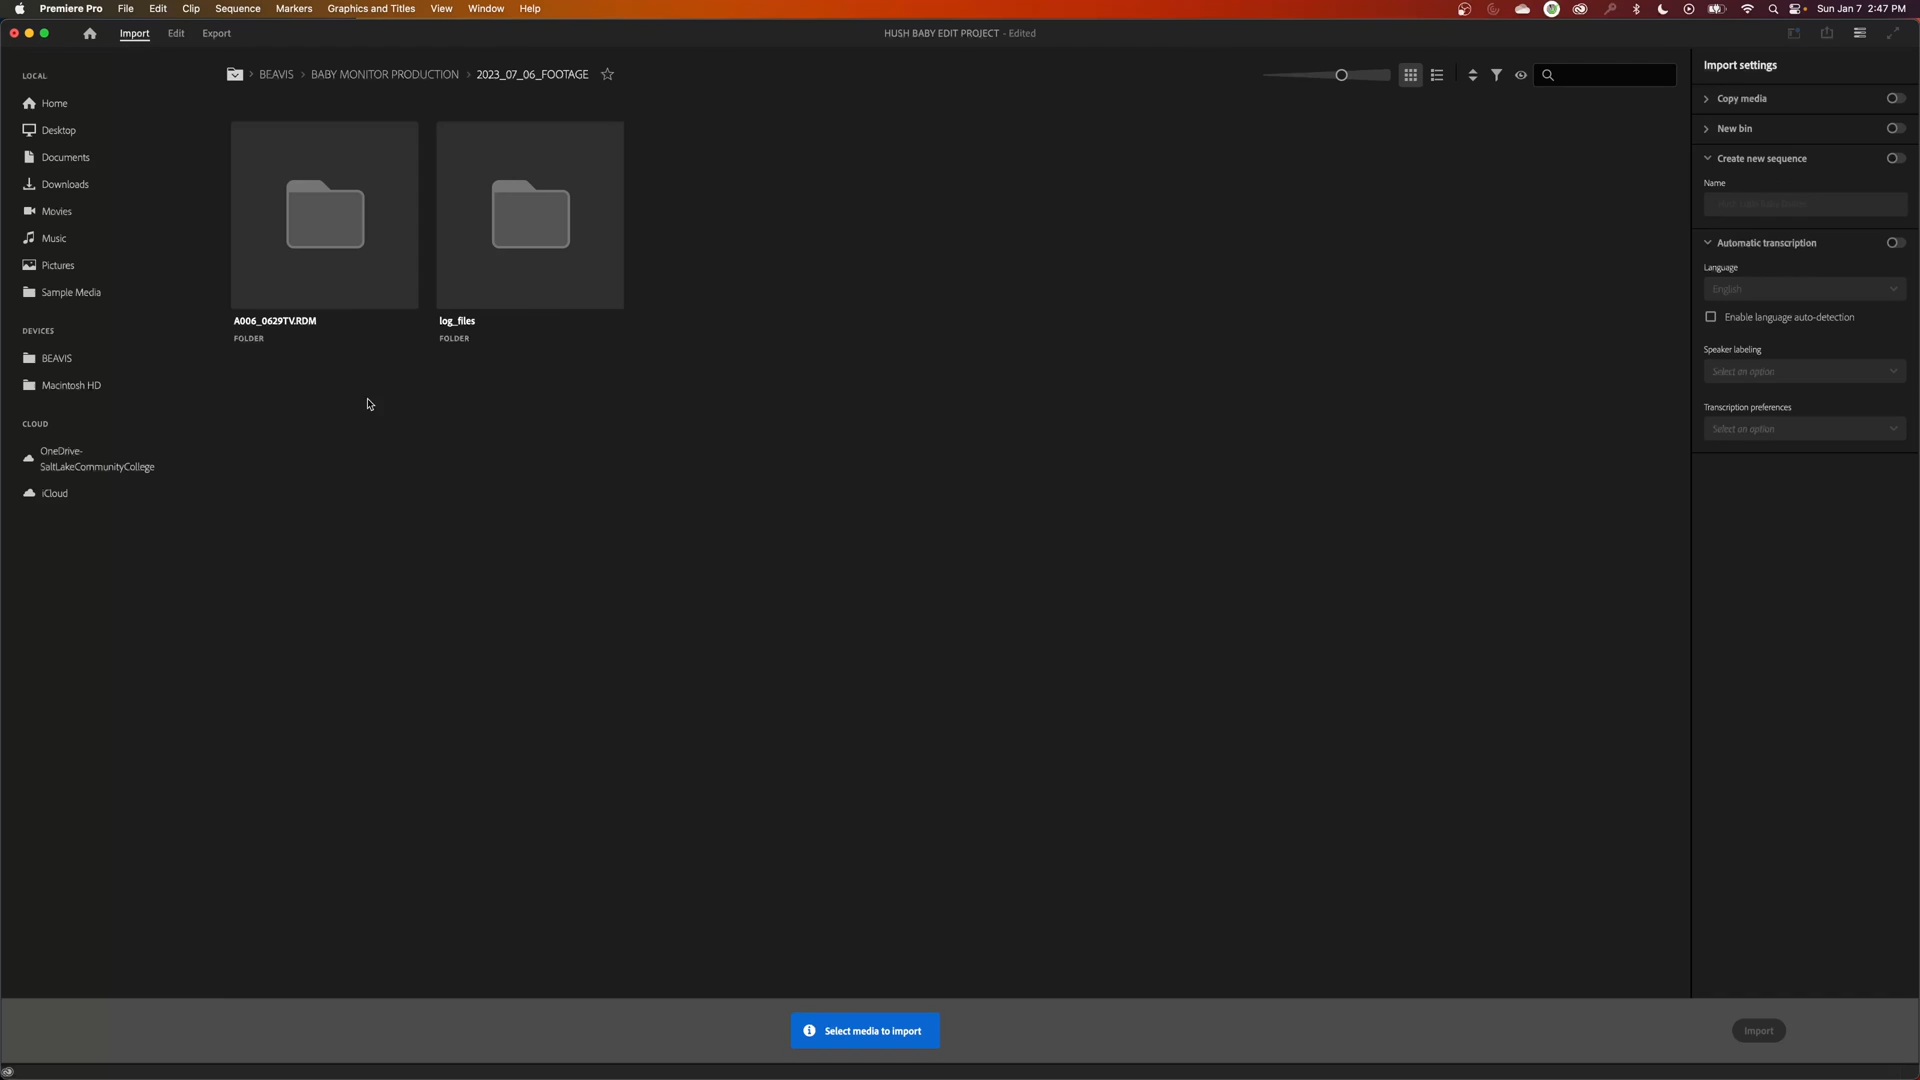 Premiere Pro File Edit Clip Sequence Markers Graphics and Titles View Window Help Sun Jan 7 2:47 PM
Import Edit Export HUSH BABY EDIT PROJECT - Edited
LOCAL
Home
Desktop
Documents
Downloads
Movies
Music
Pictures
Sample Media
DEVICES
BEAVIS
Macintosh HD
CLOUD
OneDrive-
SaltLakeCommunityCollege
iCloud
BEAVIS › BABY MONITOR PRODUCTION › 2023_07_06_FOOTAGE
A006_0629TV.RDM
FOLDER
log_files
FOLDER
Import settings
Copy media
New bin
Create new sequence
Name
Automatic transcription
Language
English
Enable language auto-detection
Speaker labeling
Select an option
Transcription preferences
Select an option
Select media to import
Import